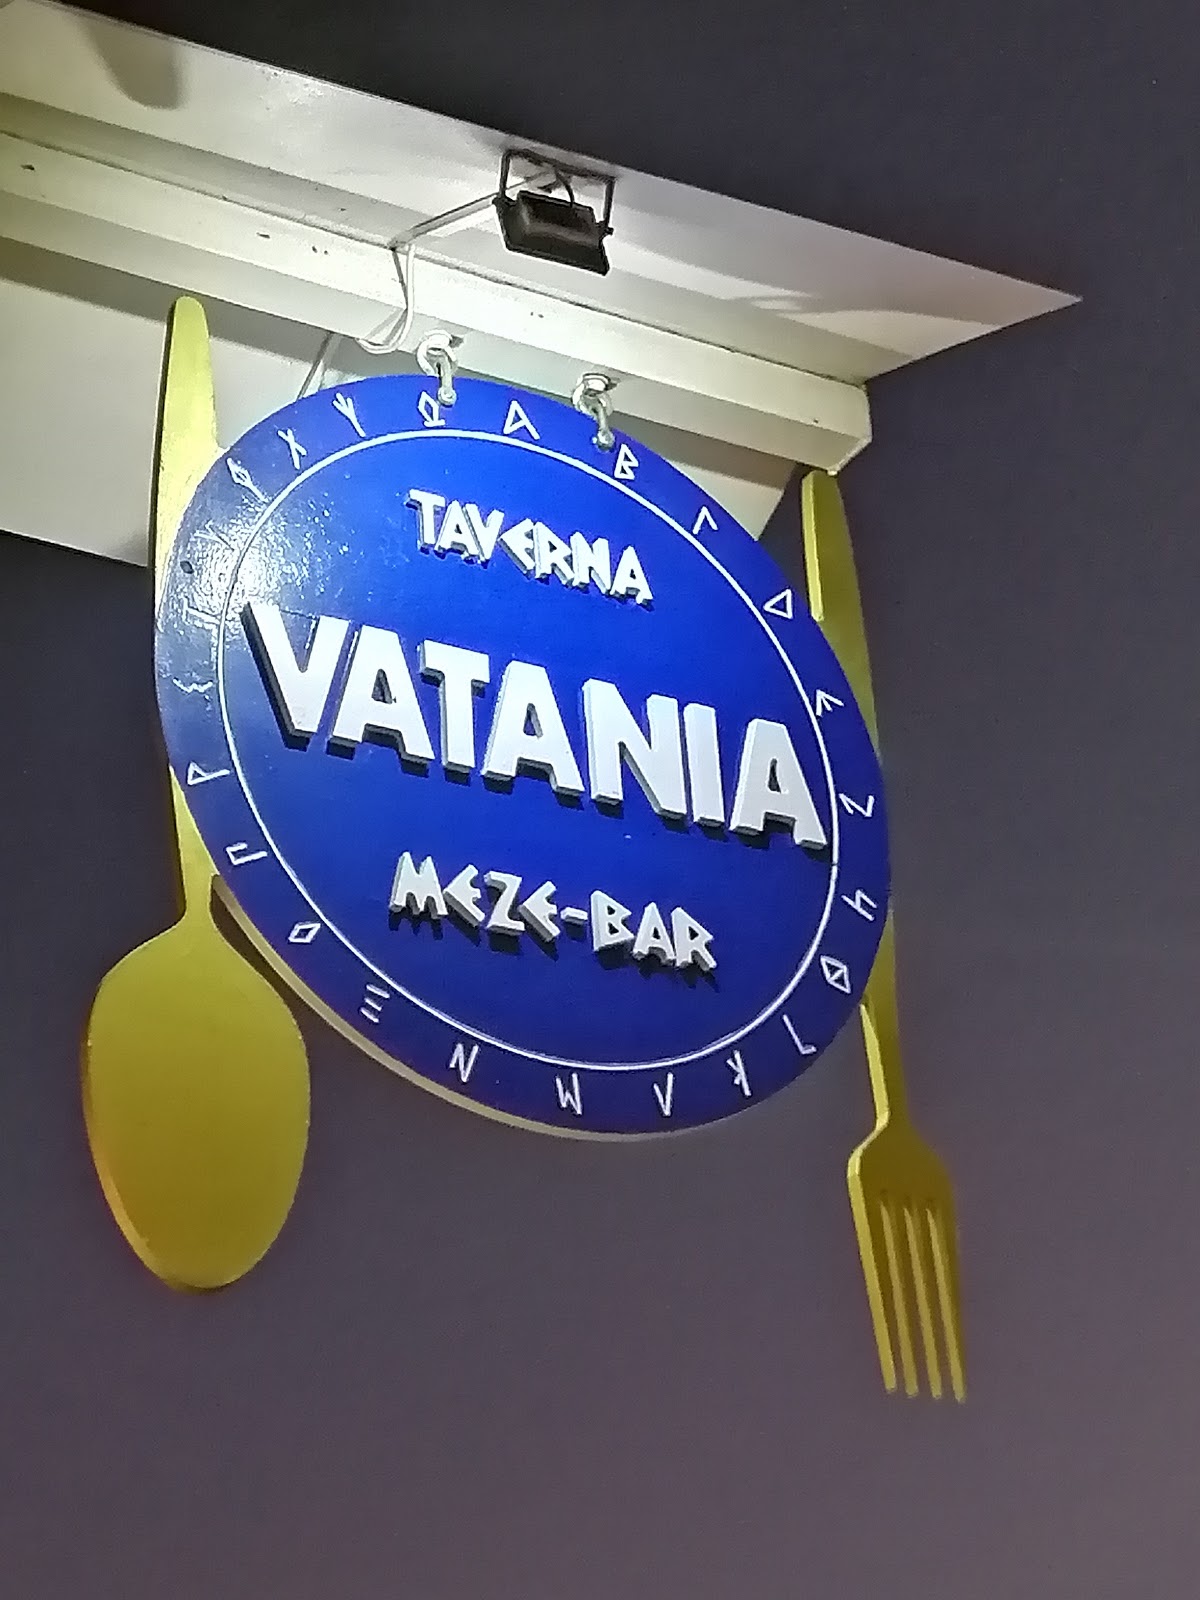 TAVERNA
VATANIA
MEZE-BAR
Α Β Γ Δ Ε Ζ Η Θ Ι Κ Λ Μ Ν Ξ Ο Π Ρ Σ
Φ Χ Ψ Ω